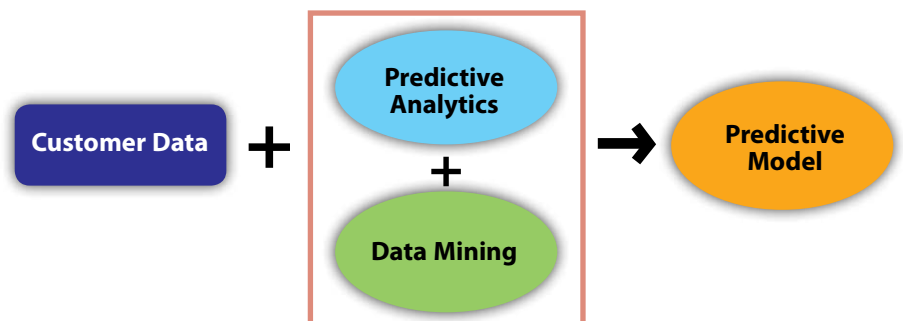 Customer Data
+
Predictive
Analytics
+
Data Mining
→
Predictive
Model